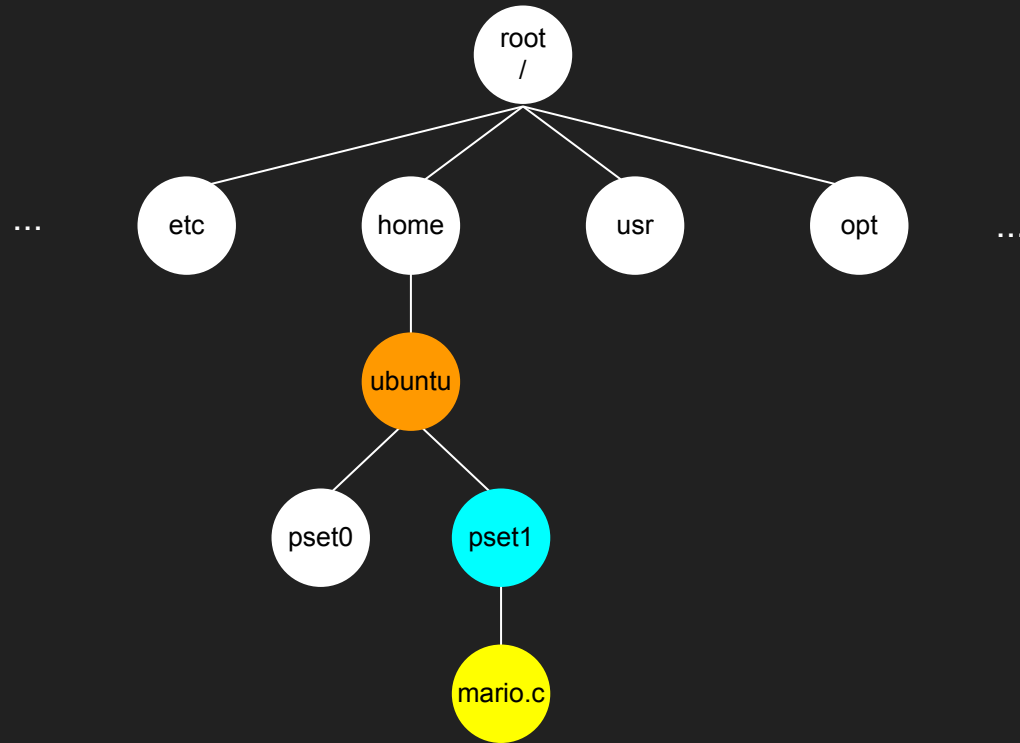 root
/
... etc home usr opt ...
ubuntu
pset0 pset1
mario.c